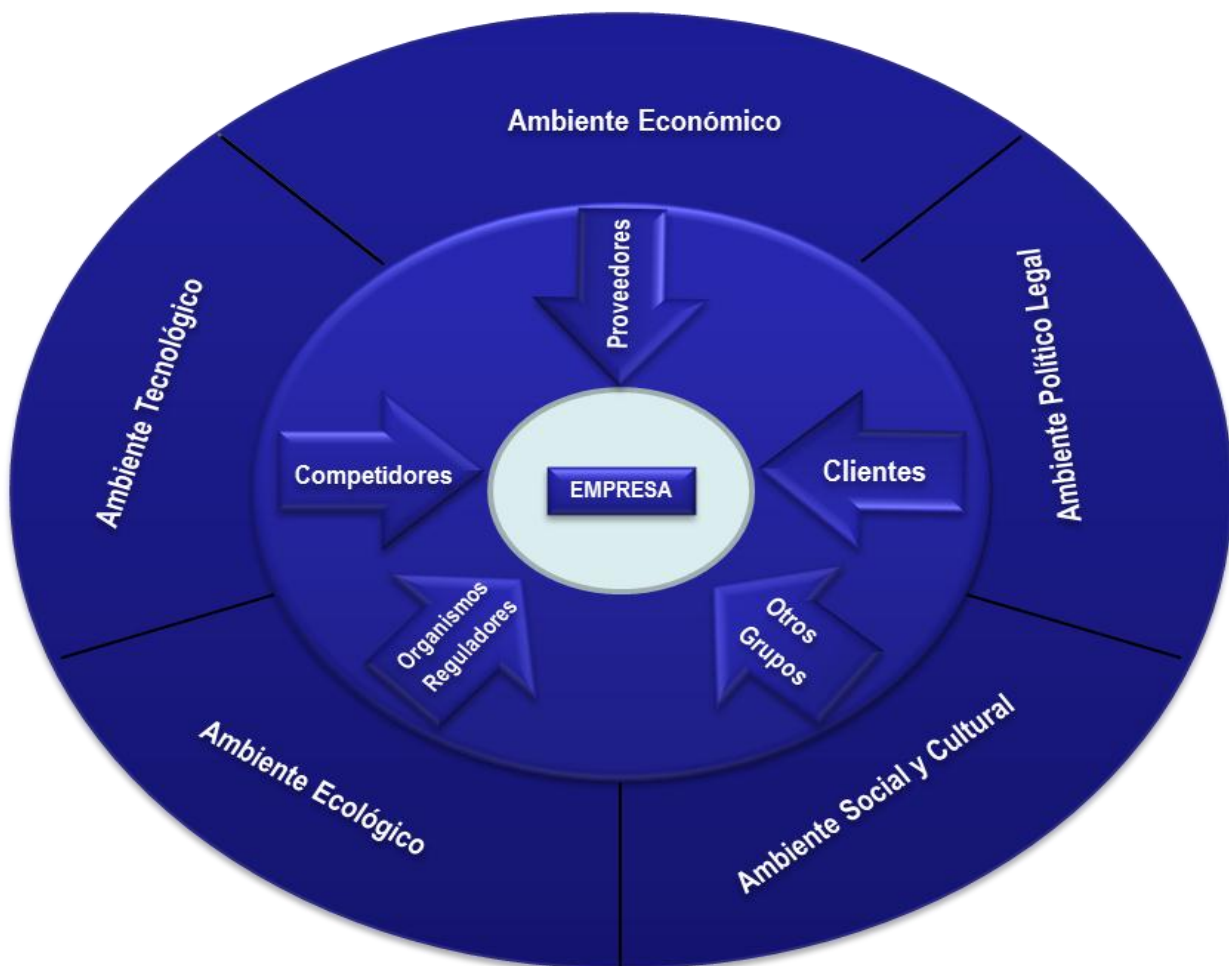 Ambiente Económico
Ambiente Tecnológico
Ambiente Político Legal
Proveedores
Competidores
EMPRESA
Clientes
Organismos
Reguladores
Otros
Grupos
Ambiente Ecológico
Ambiente Social y Cultural